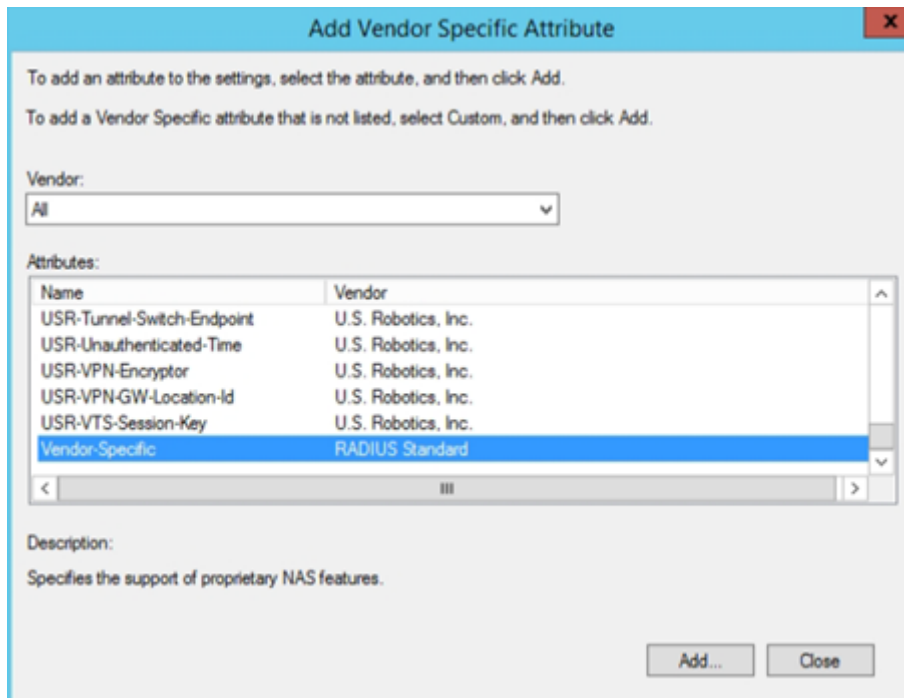 Add Vendor Specific Attribute
To add an attribute to the settings, select the attribute, and then click Add.
To add a Vendor Specific attribute that is not listed, select Custom, and then click Add.
Vendor:
All
Attributes:
Name Vendor
USR-Tunnel-Switch-Endpoint U.S. Robotics, Inc.
USR-Unauthenticated-Time U.S. Robotics, Inc.
USR-VPN-Encryptor U.S. Robotics, Inc.
USR-VPN-GW-Location-Id U.S. Robotics, Inc.
USR-VTS-Session-Key U.S. Robotics, Inc.
Vendor-Specific RADIUS Standard
Description:
Specifies the support of proprietary NAS features.
Add... Close